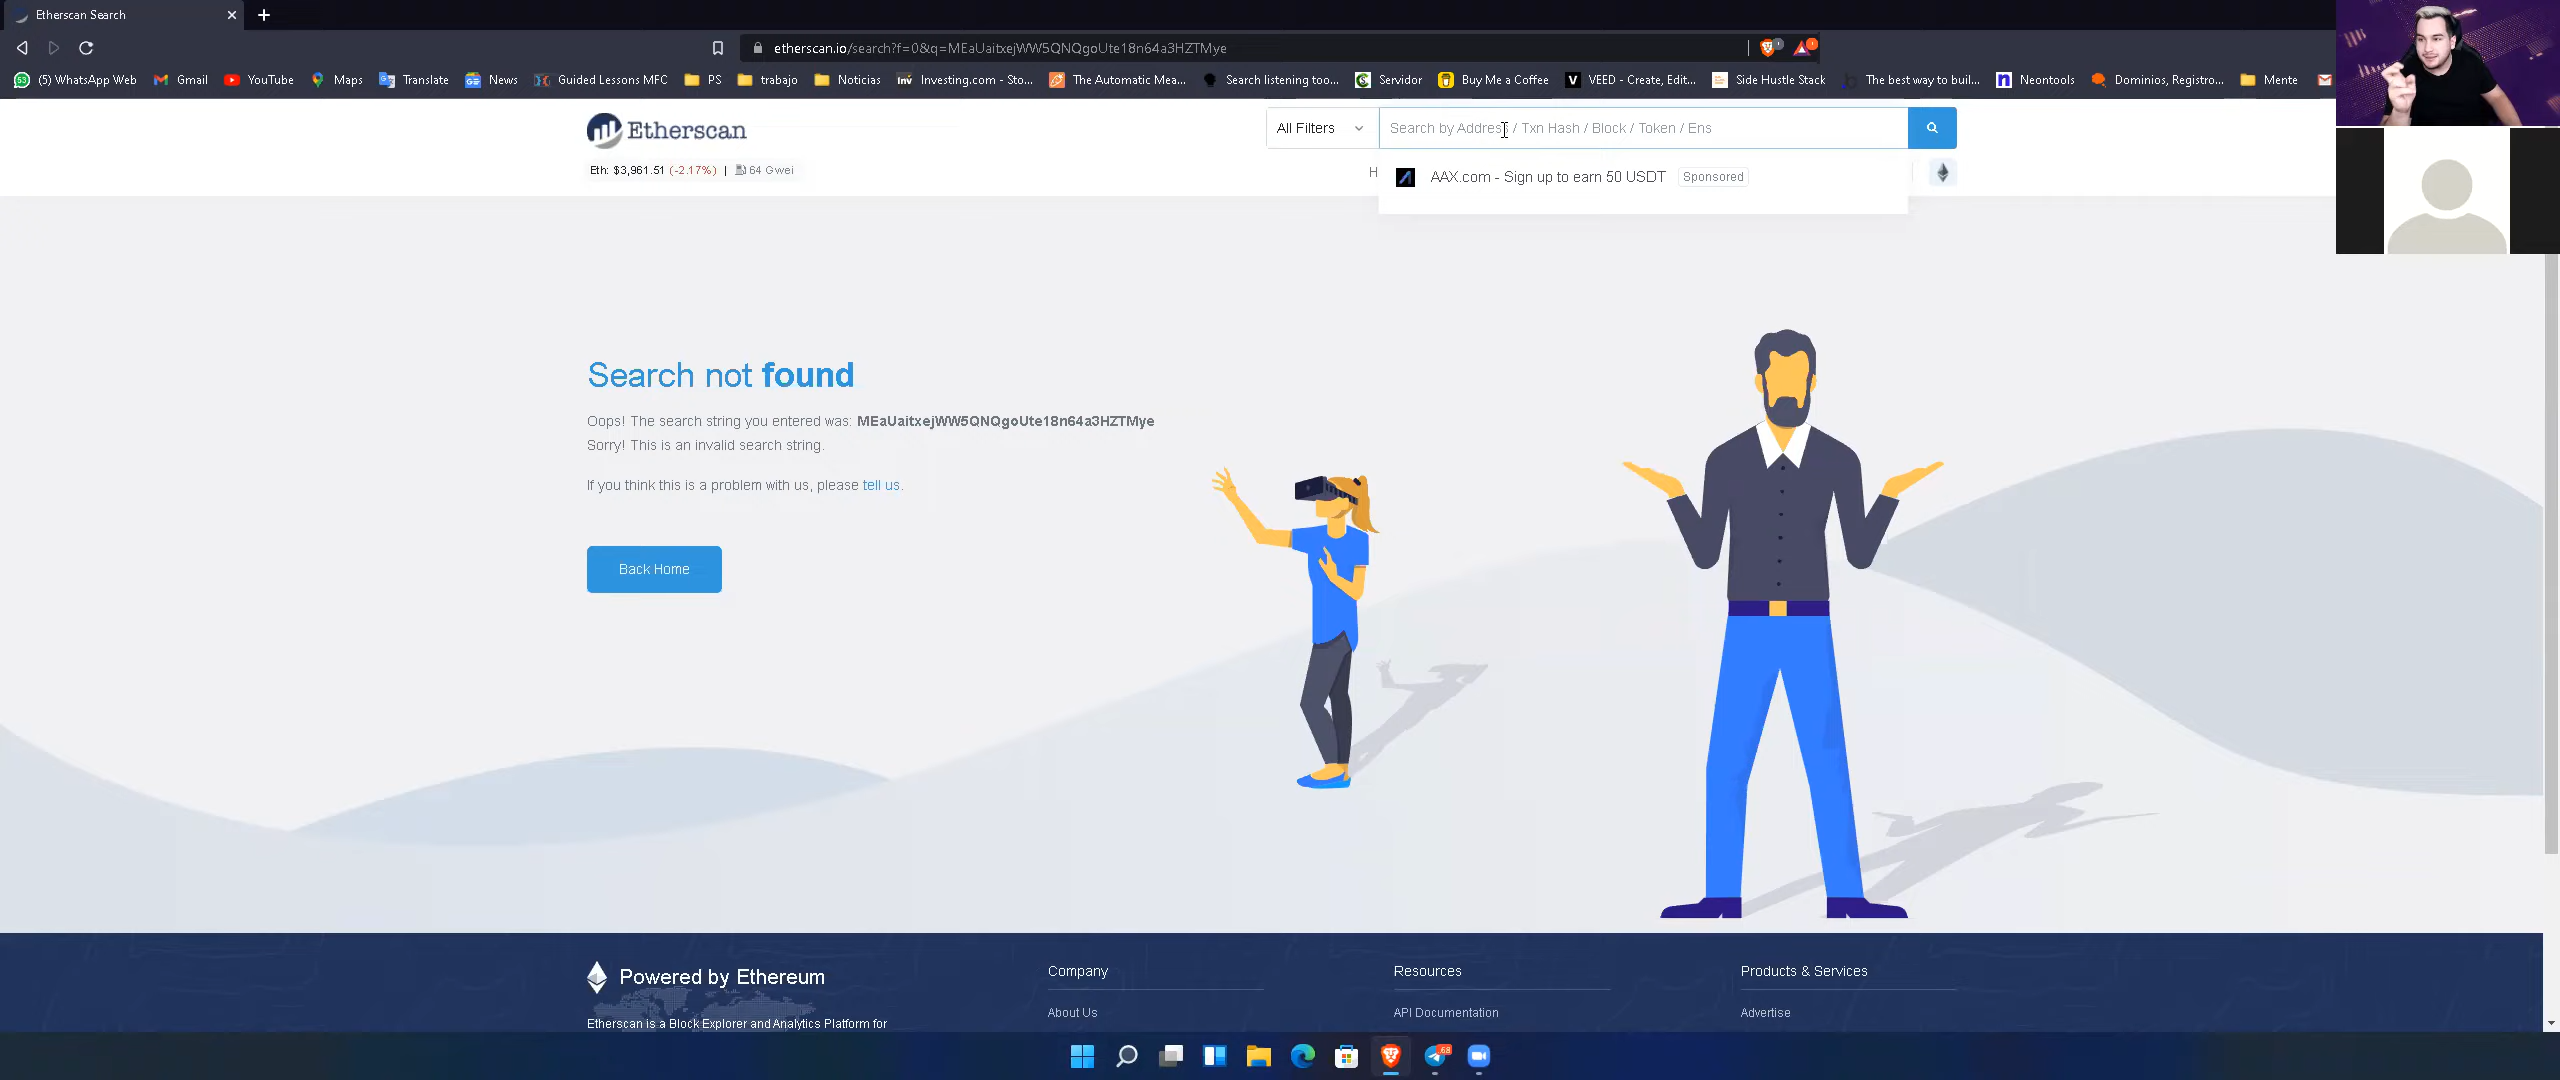 Etherscan Search
etherscan.io/search?f=0&q=MEaUaitxejWW5QNQgoUte18n64a3HZTMye
(5) WhatsApp Web Gmail YouTube Maps Translate News Guided Lessons MFC PS trabajo Noticias Investing.com - Sto... The Automatic Mea... Search listening too... Servidor Buy Me a Coffee VEED - Create, Edit... Side Hustle Stack The best way to buil... Neontools Dominios, Registro... Mente
Etherscan
All Filters Search by Address / Txn Hash / Block / Token / Ens
Eth: $3,961.51 (-2.17%) | 64 Gwei
H AAX.com - Sign up to earn 50 USDT Sponsored
Search not found
Oops! The search string you entered was: MEaUaitxejWW5QNQgoUte18n64a3HZTMye
Sorry! This is an invalid search string.
If you think this is a problem with us, please tell us.
Back Home
Powered by Ethereum
Etherscan is a Block Explorer and Analytics Platform for
Company
About Us
Resources
API Documentation
Products & Services
Advertise
68